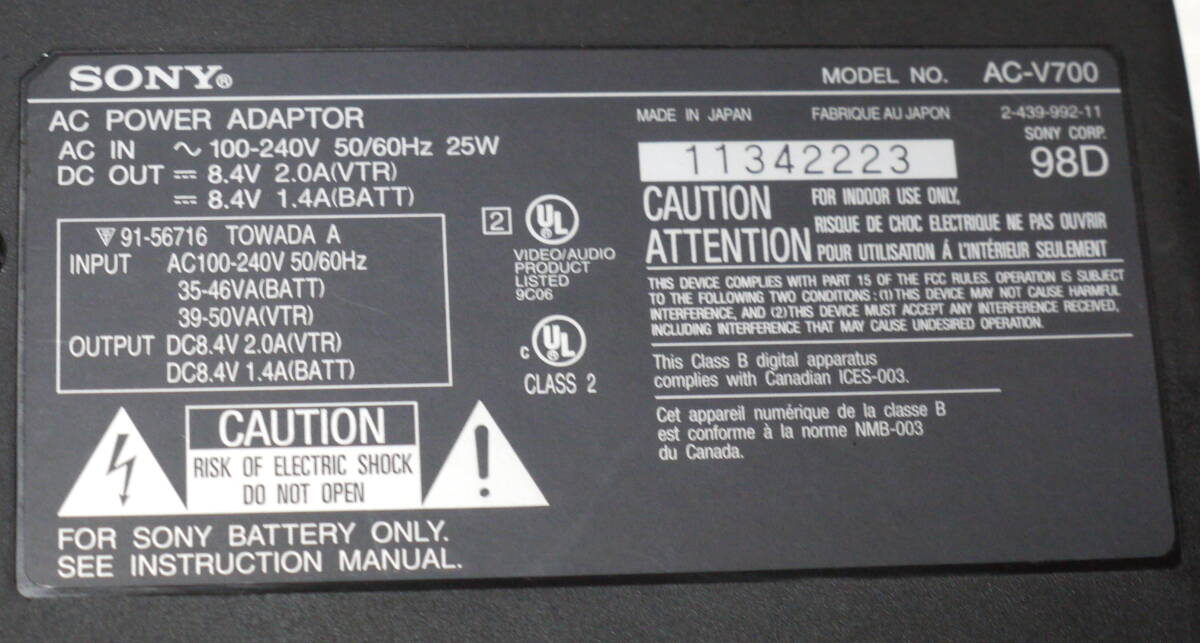 SONY®
MODEL NO. AC-V700
AC POWER ADAPTOR
AC IN ～ 100-240V 50/60Hz 25W
DC OUT ⎓ 8.4V 2.0A(VTR)
⎓ 8.4V 1.4A(BATT)
91-56716 TOWADA A
INPUT AC100-240V 50/60Hz
35-46VA(BATT)
39-50VA(VTR)
OUTPUT DC8.4V 2.0A(VTR)
DC8.4V 1.4A(BATT)
CAUTION
RISK OF ELECTRIC SHOCK
DO NOT OPEN
FOR SONY BATTERY ONLY.
SEE INSTRUCTION MANUAL.
2 UL®
VIDEO/AUDIO
PRODUCT
LISTED
9C06
c UL®
CLASS 2
MADE IN JAPAN FABRIQUE AU JAPON 2-439-992-11
SONY CORP.
11342223 98D
CAUTION FOR INDOOR USE ONLY.
RISQUE DE CHOC ELECTRIQUE NE PAS OUVRIR
ATTENTION POUR UTILISATION À L'INTÉRIEUR SEULEMENT
THIS DEVICE COMPLIES WITH PART 15 OF THE FCC RULES. OPERATION IS SUBJECT
TO THE FOLLOWING TWO CONDITIONS : (1) THIS DEVICE MAY NOT CAUSE HARMFUL
INTERFERENCE, AND (2) THIS DEVICE MUST ACCEPT ANY INTERFERENCE RECEIVED,
INCLUDING INTERFERENCE THAT MAY CAUSE UNDESIRED OPERATION.
This Class B digital apparatus
complies with Canadian ICES-003.
Cet appareil numérique de la classe B
est conforme à la norme NMB-003
du Canada.